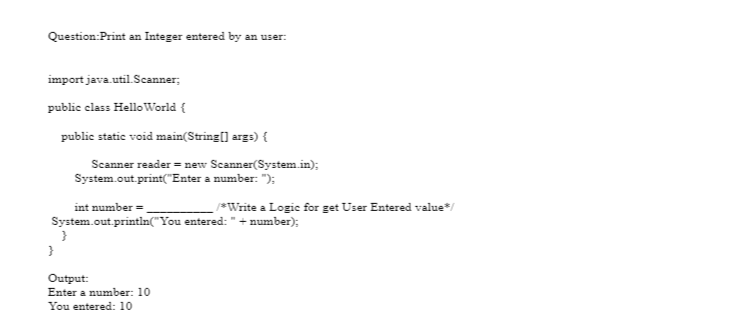 Question:Print an Integer entered by an user:
import java.util.Scanner;
public class HelloWorld {
public static void main(String[] args) {
Scanner reader = new Scanner(System.in);
System.out.print("Enter a number: ");
int number = __________ /*Write a Logic for get User Entered value*/
System.out.println("You entered: " + number);
}
}
Output:
Enter a number: 10
You entered: 10